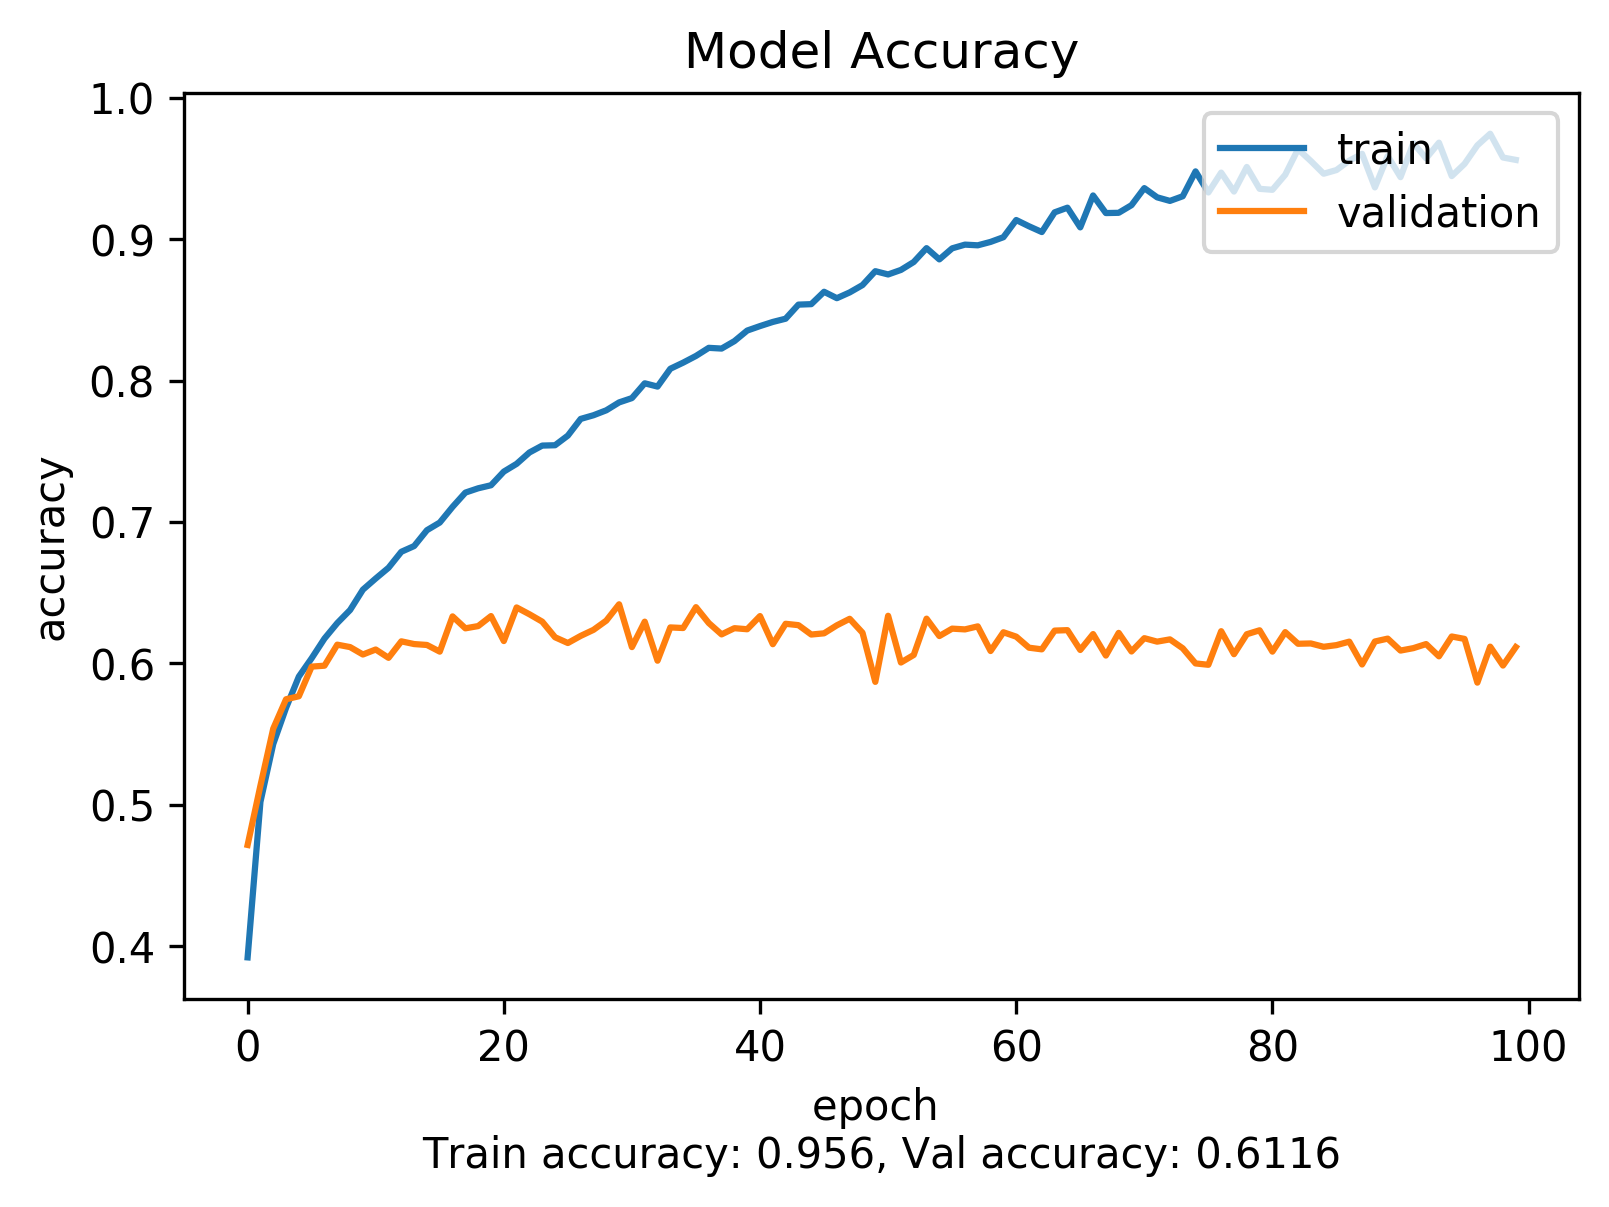 Model Accuracy
1.0
0.9
0.8
0.7
0.6
0.5
0.4
accuracy
train
validation
0 20 40 60 80 100
epoch
Train accuracy: 0.956, Val accuracy: 0.6116